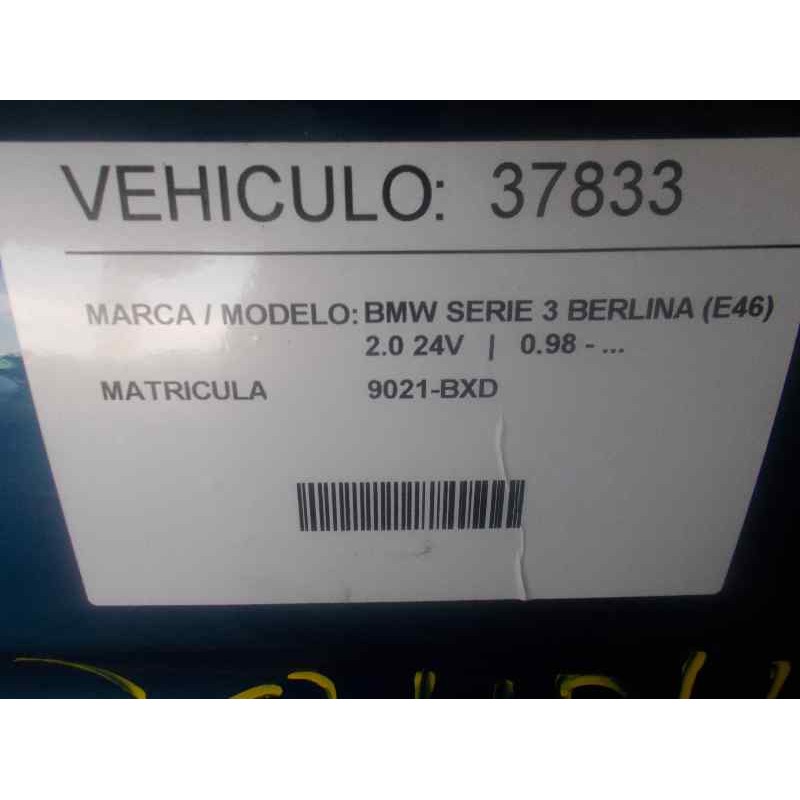 VEHICULO: 37833
MARCA / MODELO: BMW SERIE 3 BERLINA (E46)
2.0 24V | 0.98 - ...
MATRICULA 9021-BXD